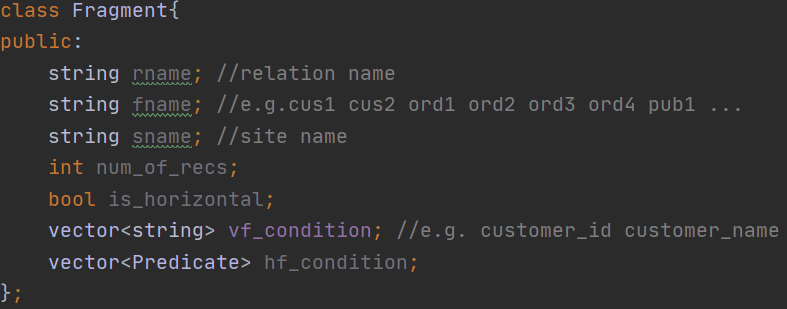 class Fragment{
public:
    string rname; //relation name
    string fname; //e.g.cus1 cus2 ord1 ord2 ord3 ord4 pub1 ...
    string sname; //site name
    int num_of_recs;
    bool is_horizontal;
    vector<string> vf_condition; //e.g. customer_id customer_name
    vector<Predicate> hf_condition;
};